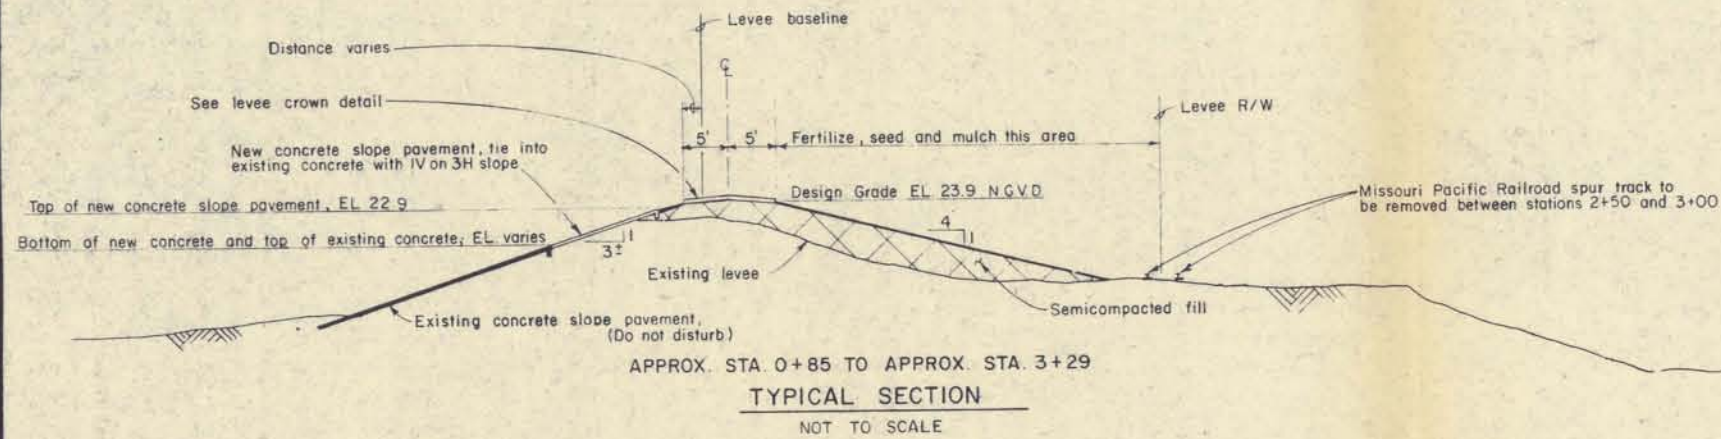 Levee baseline
Distance varies
℄
See levee crown detail
Levee R/W
5'
5'
Fertilize, seed and mulch this area
New concrete slope pavement, tie into
existing concrete with 1V on 3H slope
Design Grade EL 23.9 N.G.V.D.
Missouri Pacific Railroad spur track to
be removed between stations 2+50 and 3+00
Top of new concrete slope pavement, EL 22.9
Bottom of new concrete and top of existing concrete, EL. varies
1
3±
4
1
Existing levee
Semicompacted fill
Existing concrete slope pavement,
(Do not disturb)
APPROX. STA. 0+85 TO APPROX. STA. 3+29
TYPICAL SECTION
NOT TO SCALE